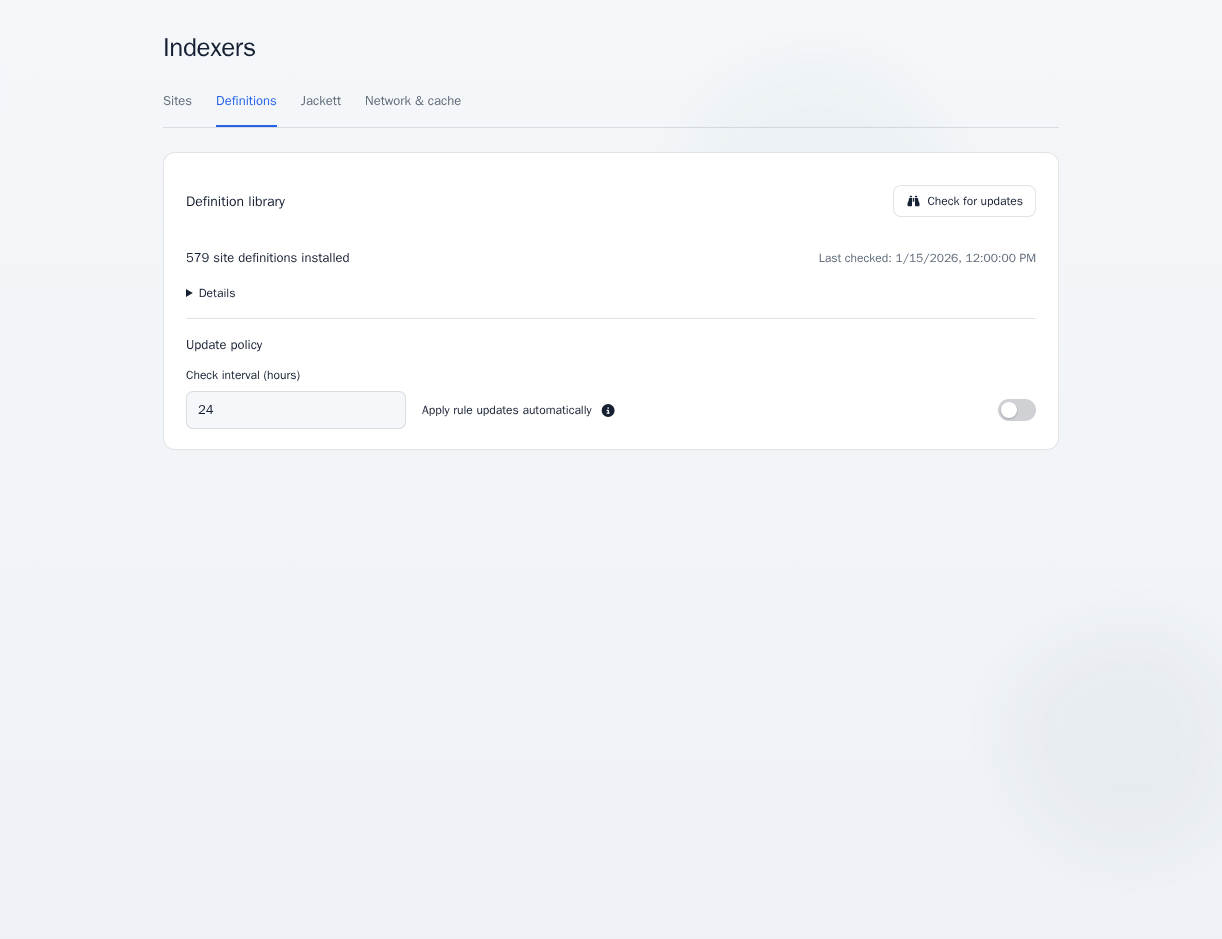 Indexers
Sites Definitions Jackett Network & cache
Definition library Check for updates
579 site definitions installed Last checked: 1/15/2026, 12:00:00 PM
Details
Update policy
Check interval (hours)
24 Apply rule updates automatically